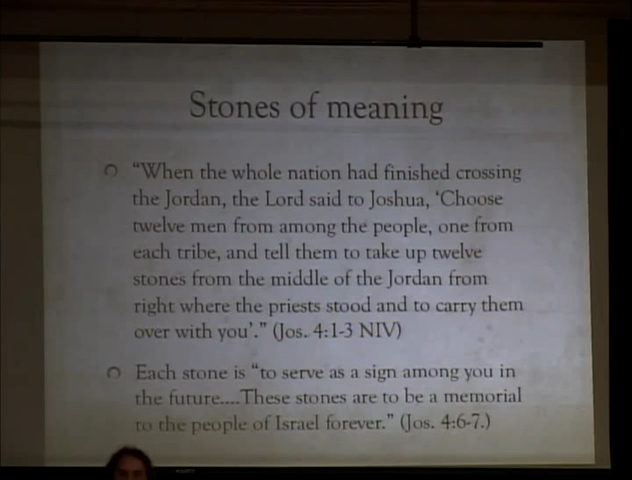 Stones of meaning
“When the whole nation had finished crossing
the Jordan, the Lord said to Joshua, ‘Choose
twelve men from among the people, one from
each tribe, and tell them to take up twelve
stones from the middle of the Jordan from
right where the priests stood and to carry them
over with you’.” (Jos. 4:1-3 NIV)
Each stone is “to serve as a sign among you in
the future....These stones are to be a memorial
to the people of Israel forever.” (Jos. 4:6-7.)